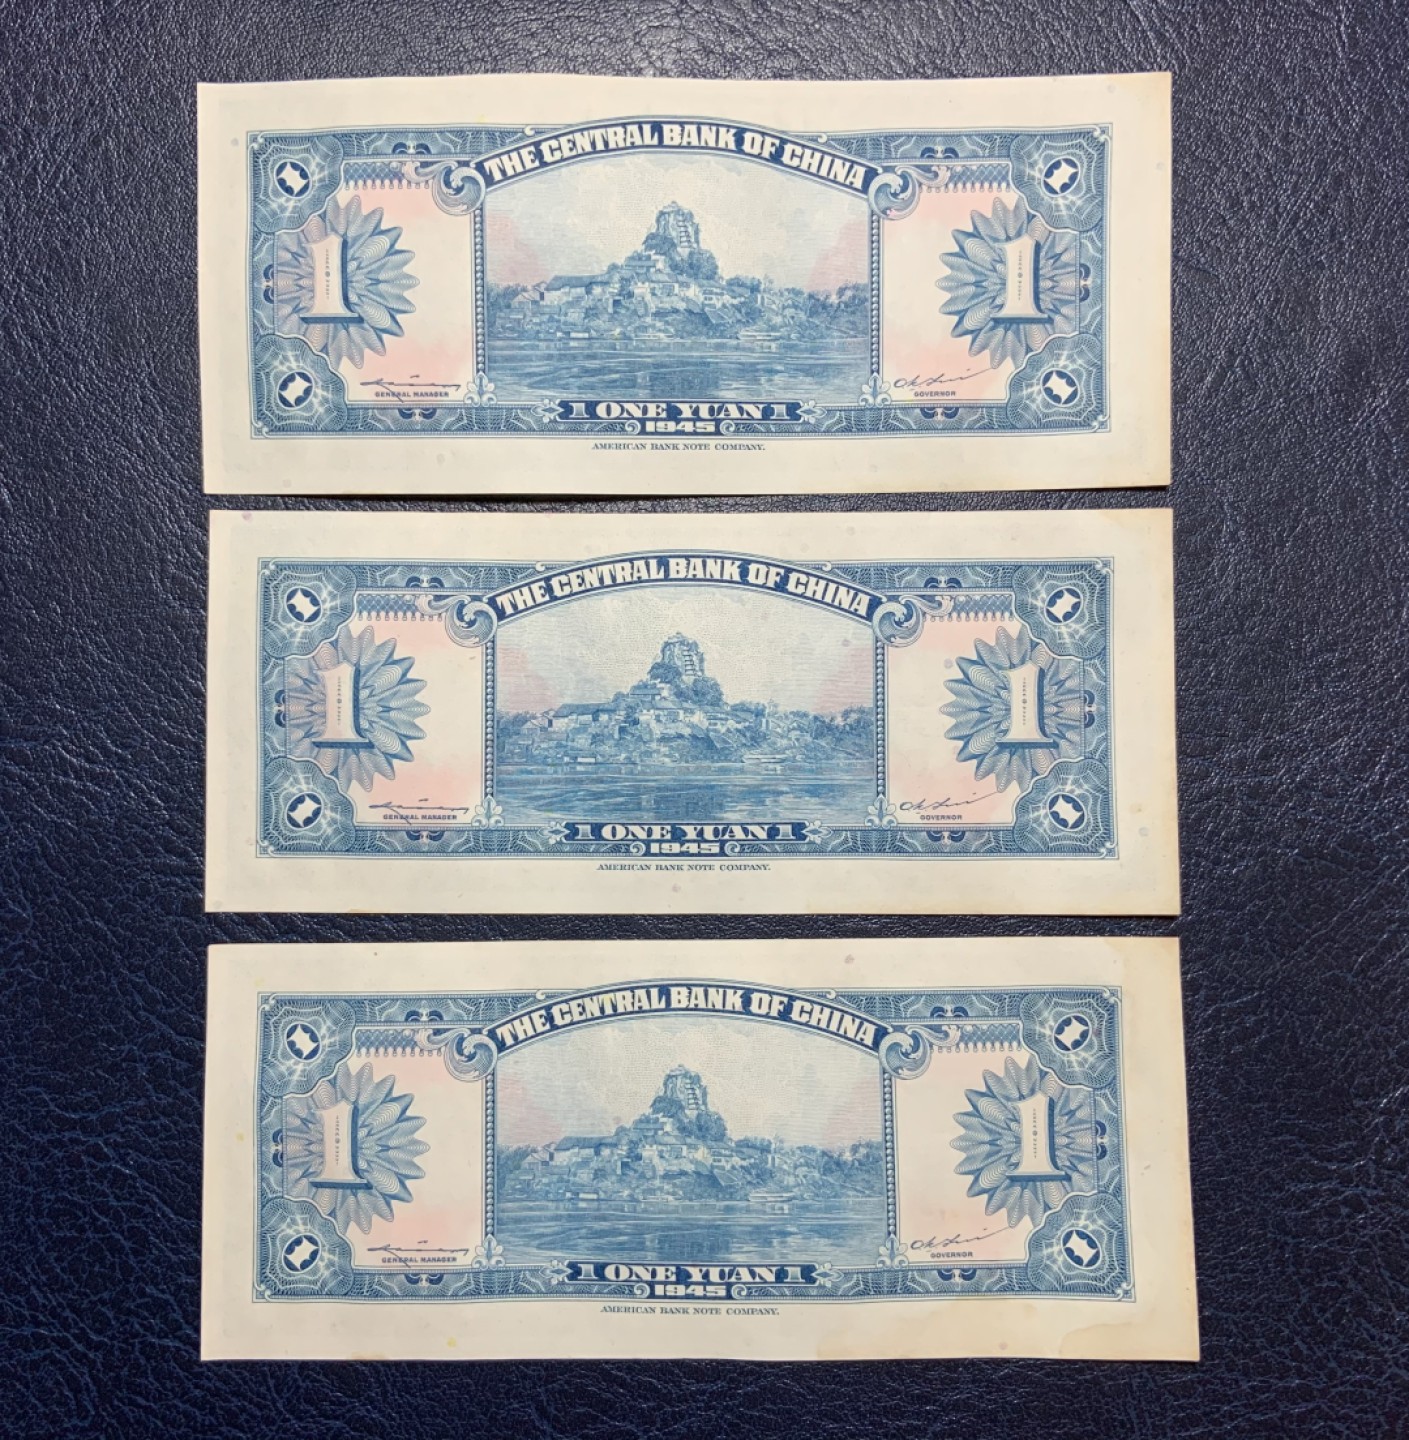 THE CENTRAL BANK OF CHINA
1 1
GENERAL MANAGER GOVERNOR
1 ONE YUAN 1
1945
AMERICAN BANK NOTE COMPANY.
THE CENTRAL BANK OF CHINA
1 1
GENERAL MANAGER GOVERNOR
1 ONE YUAN 1
1945
AMERICAN BANK NOTE COMPANY.
THE CENTRAL BANK OF CHINA
1 1
GENERAL MANAGER GOVERNOR
1 ONE YUAN 1
1945
AMERICAN BANK NOTE COMPANY.